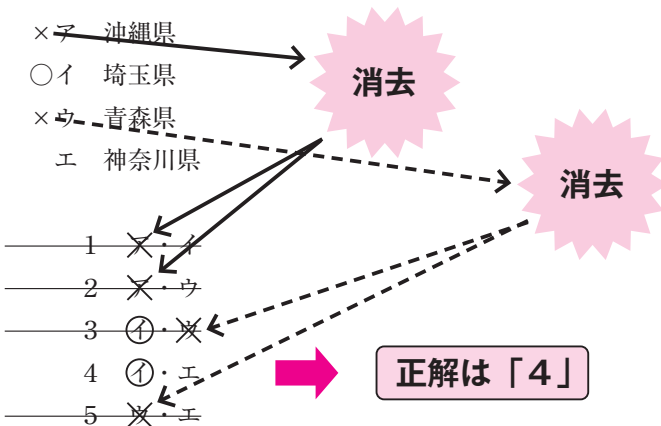 ×ア 沖縄県
○イ 埼玉県
×ウ 青森県
エ 神奈川県
消去
消去
1 ア・イ
2 ア・ウ
3 イ・ウ
4 イ・エ
5 ウ・エ
正解は「4」